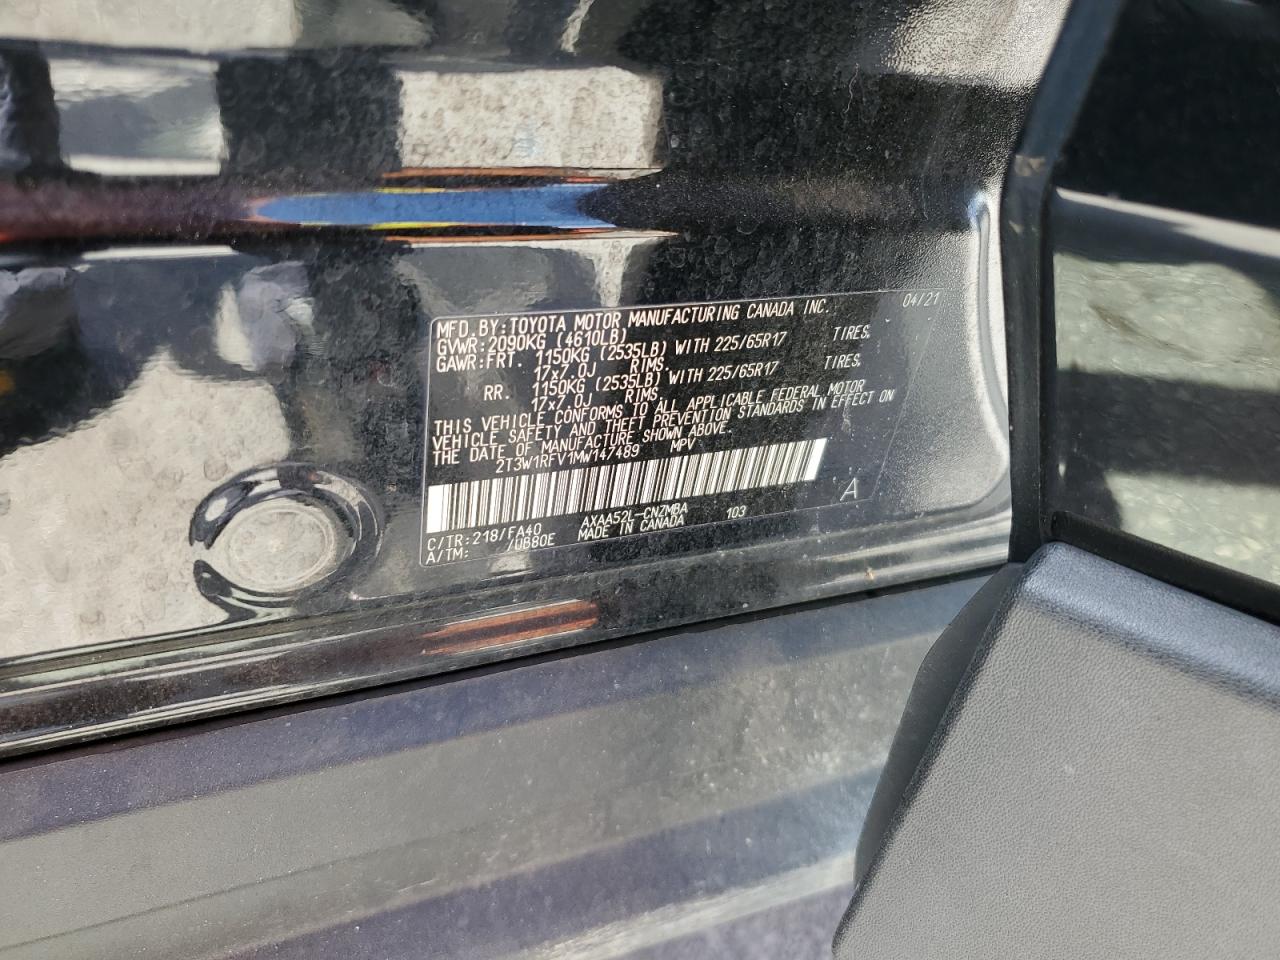 MFD. BY: TOYOTA MOTOR MANUFACTURING CANADA INC. 04/21
GVWR: 2090KG (4610LB)
GAWR: FRT. 1150KG (2535LB) WITH 225/65R17 TIRES.
17x7.0J RIMS.
RR. 1150KG (2535LB) WITH 225/65R17 TIRES.
17x7.0J RIMS.
THIS VEHICLE CONFORMS TO ALL APPLICABLE FEDERAL MOTOR
VEHICLE SAFETY AND THEFT PREVENTION STANDARDS IN EFFECT ON
THE DATE OF MANUFACTURE SHOWN ABOVE.
2T3W1RFV1MW147489 MPV
C/TR: 218/FA40 AXAA52L-CNZMBA 103 A
A/TM: /UB80E MADE IN CANADA